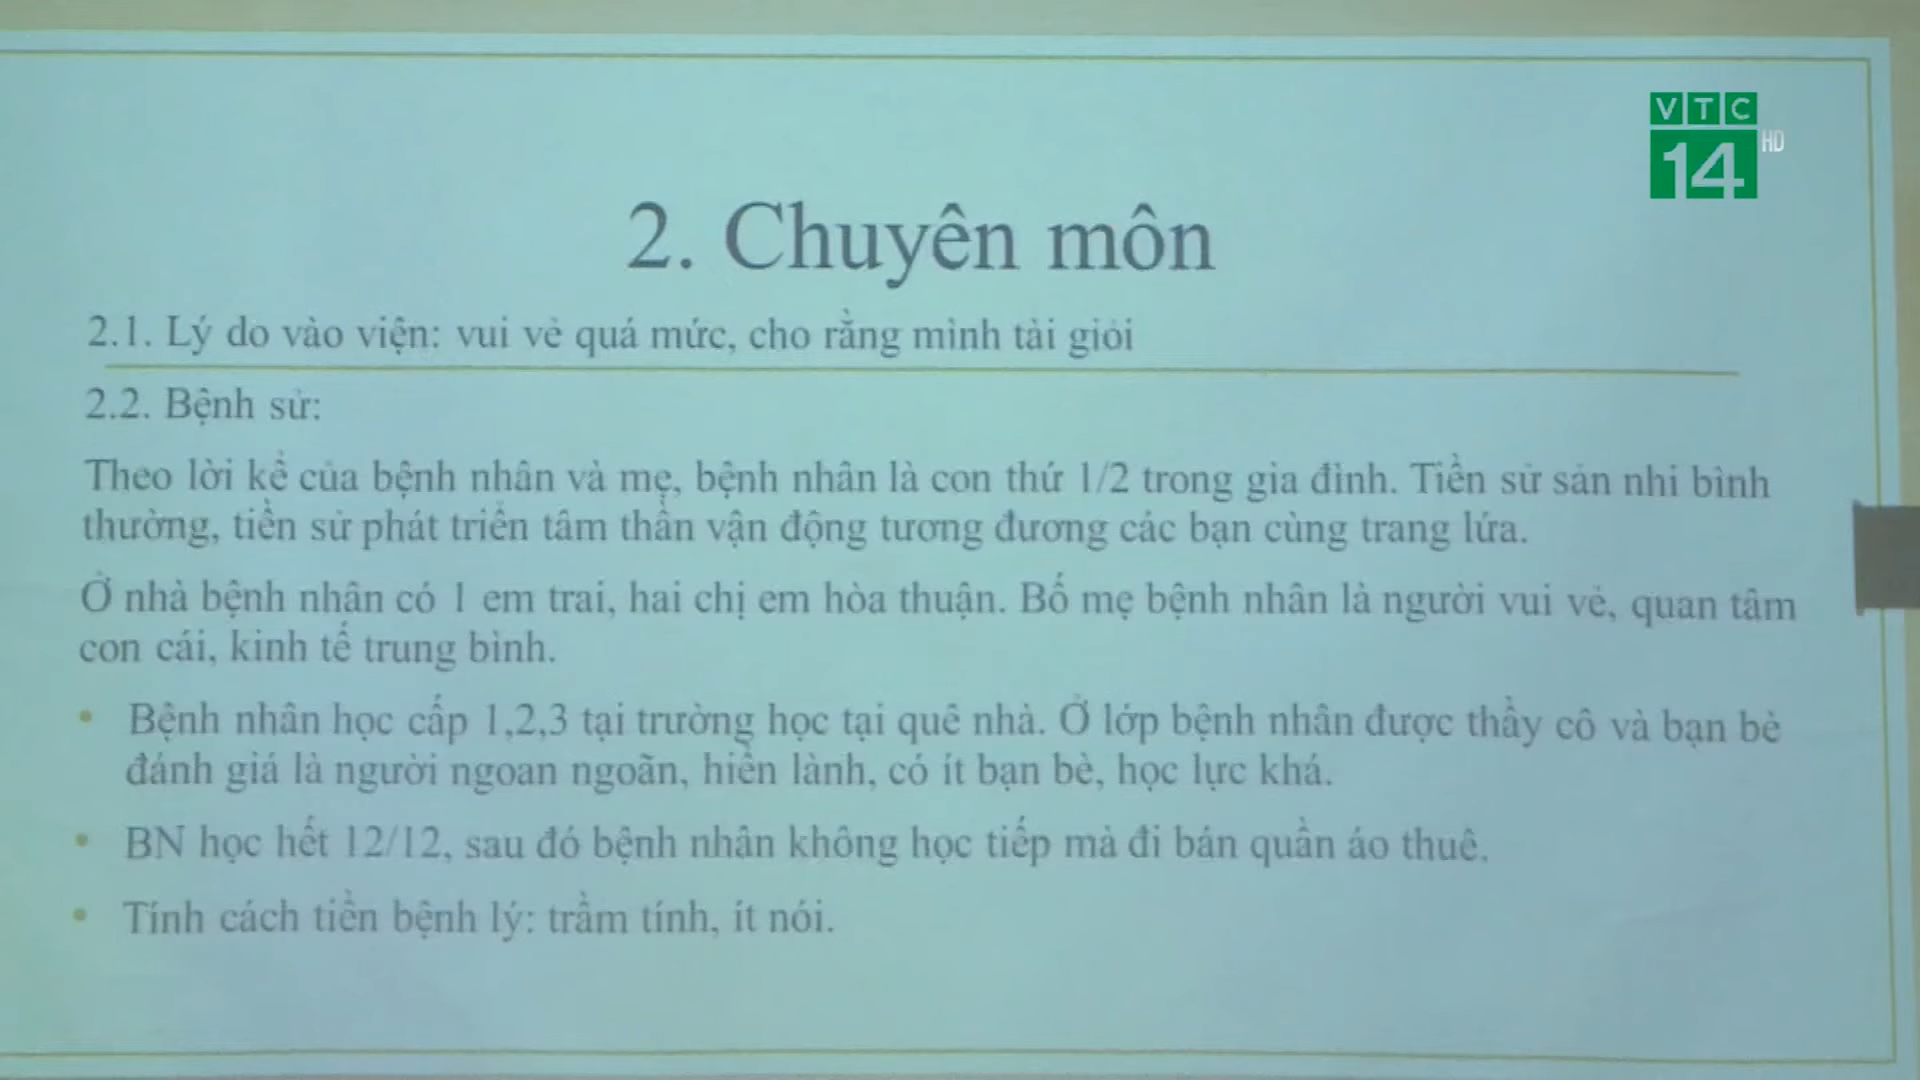 VTC
14 HD
2. Chuyên môn
2.1. Lý do vào viện: vui vẻ quá mức, cho rằng mình tài giỏi
2.2. Bệnh sử:
Theo lời kể của bệnh nhân và mẹ, bệnh nhân là con thứ 1/2 trong gia đình. Tiền sử sản nhi bình
thường, tiền sử phát triển tâm thần vận động tương đương các bạn cùng trang lứa.
Ở nhà bệnh nhân có 1 em trai, hai chị em hòa thuận. Bố mẹ bệnh nhân là người vui vẻ, quan tâm
con cái, kinh tế trung bình.
• Bệnh nhân học cấp 1,2,3 tại trường học tại quê nhà. Ở lớp bệnh nhân được thầy cô và bạn bè
đánh giá là người ngoan ngoãn, hiền lành, có ít bạn bè, học lực khá.
• BN học hết 12/12, sau đó bệnh nhân không học tiếp mà đi bán quần áo thuê.
• Tính cách tiền bệnh lý: trầm tính, ít nói.